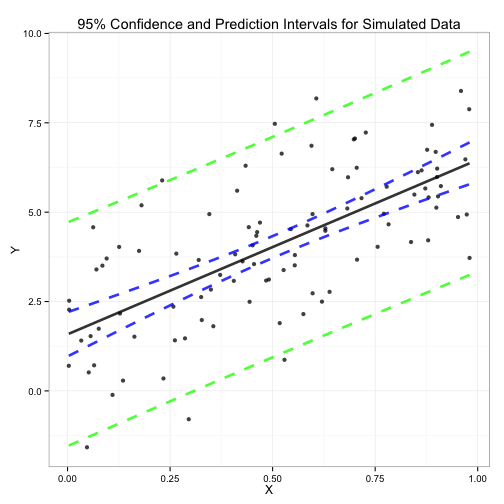 95% Confidence and Prediction Intervals for Simulated Data
10.0
7.5
5.0
2.5
0.0
Y
0.00 0.25 0.50 0.75 1.00
X